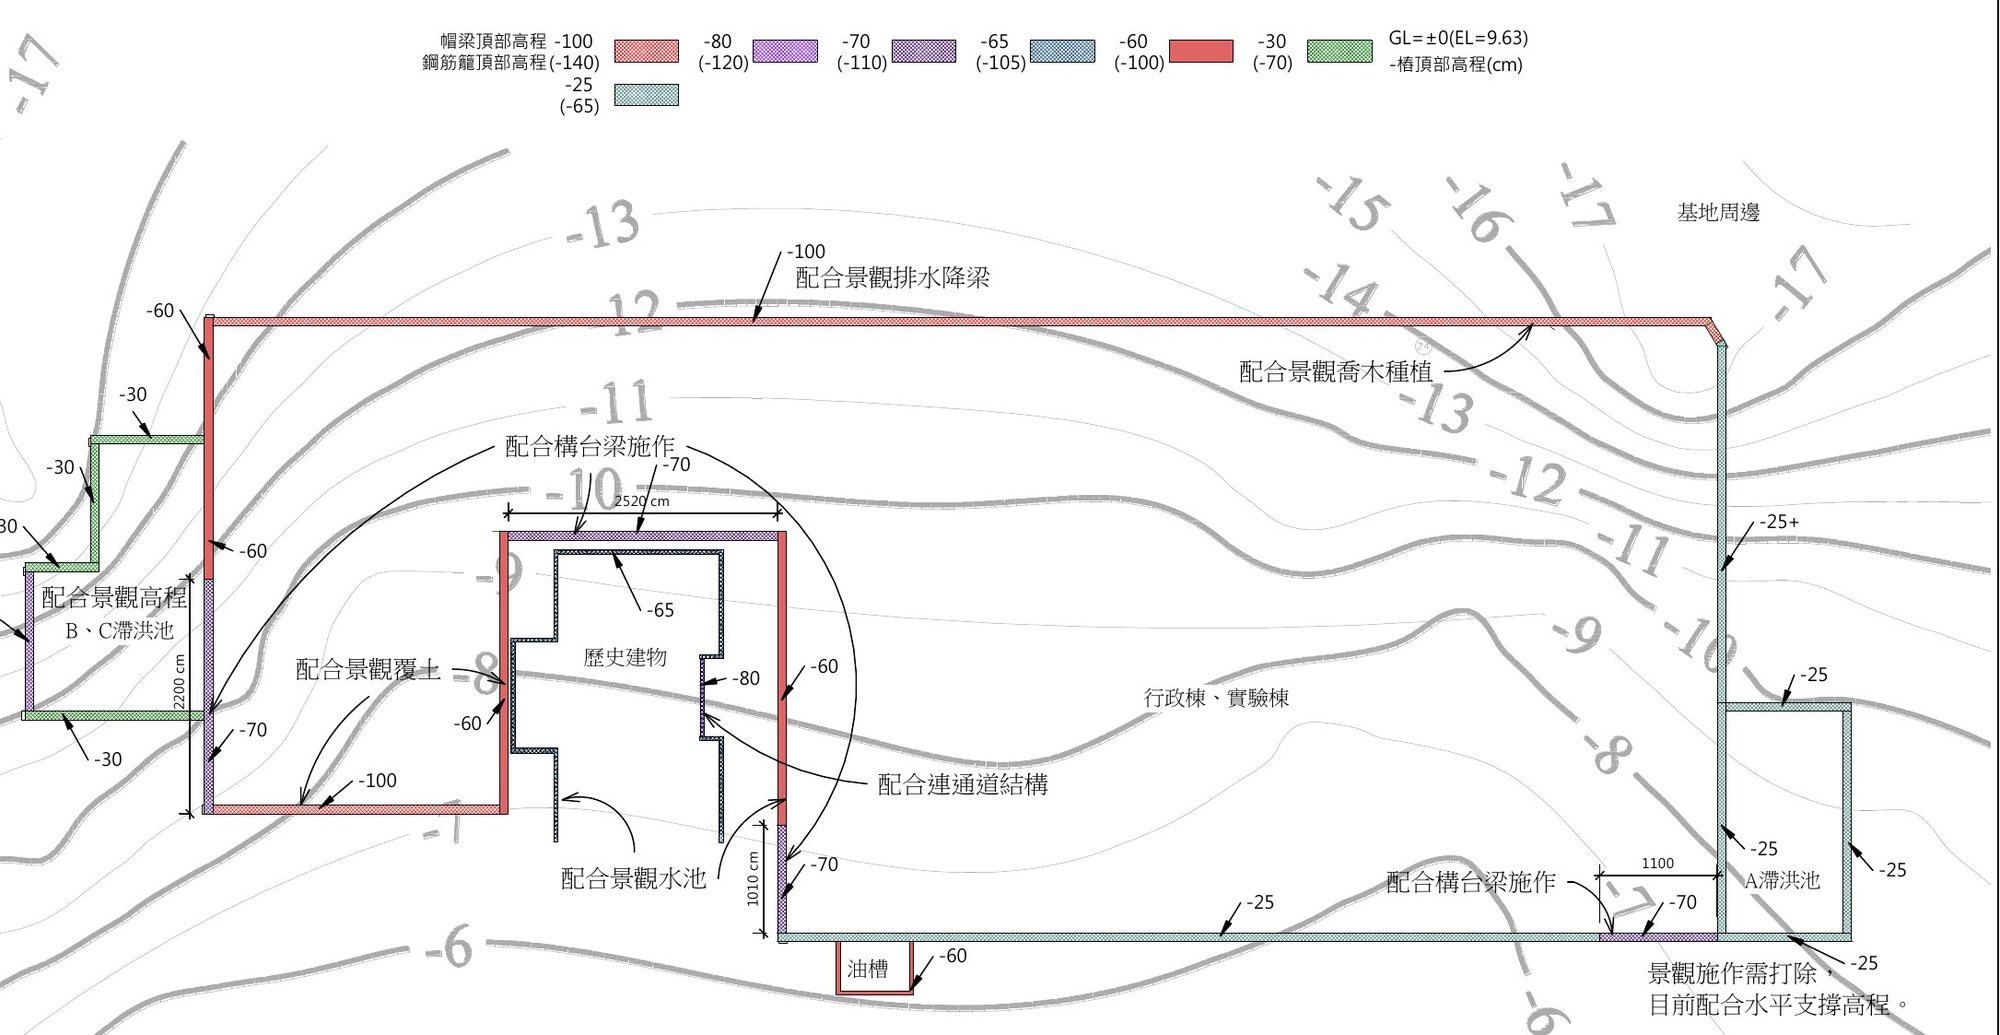 帽梁頂部高程 -100 -80 -70 -65 -60 -30 GL=±0(EL=9.63)
鋼筋籠頂部高程(-140) (-120) (-110) (-105) (-100) (-70) -樁頂部高程(cm)
-25
(-65)
-17
-15
-16
-17
基地周邊
-13
-100
配合景觀排水降梁
-14
-17
-60
-12
24
配合景觀喬木種植
-30
-11
-13
配合構台梁施作
-30
-70
-10
2520 cm
-12
30
-25+
-60
-11
-9
配合景觀高程
-65
B、C滯洪池
-9
-10
歷史建物
配合景觀覆土
-8
2200 cm
-80
-60
行政棟、實驗棟
-25
-60
-70
-30
-8
-100
配合連通道結構
-7
-25
1010 cm
-70
1100
-25
配合景觀水池
配合構台梁施作
A滯洪池
-7
-25
-70
-6
-60
油槽
-25
景觀施作需打除，
目前配合水平支撐高程。
-6